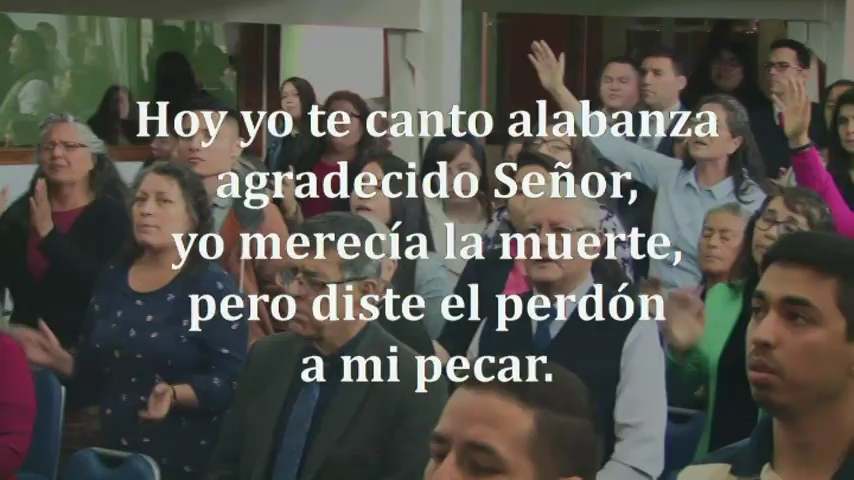 Hoy yo te canto alabanza
agradecido Señor,
yo merecía la muerte,
pero diste el perdón
a mi pecar.